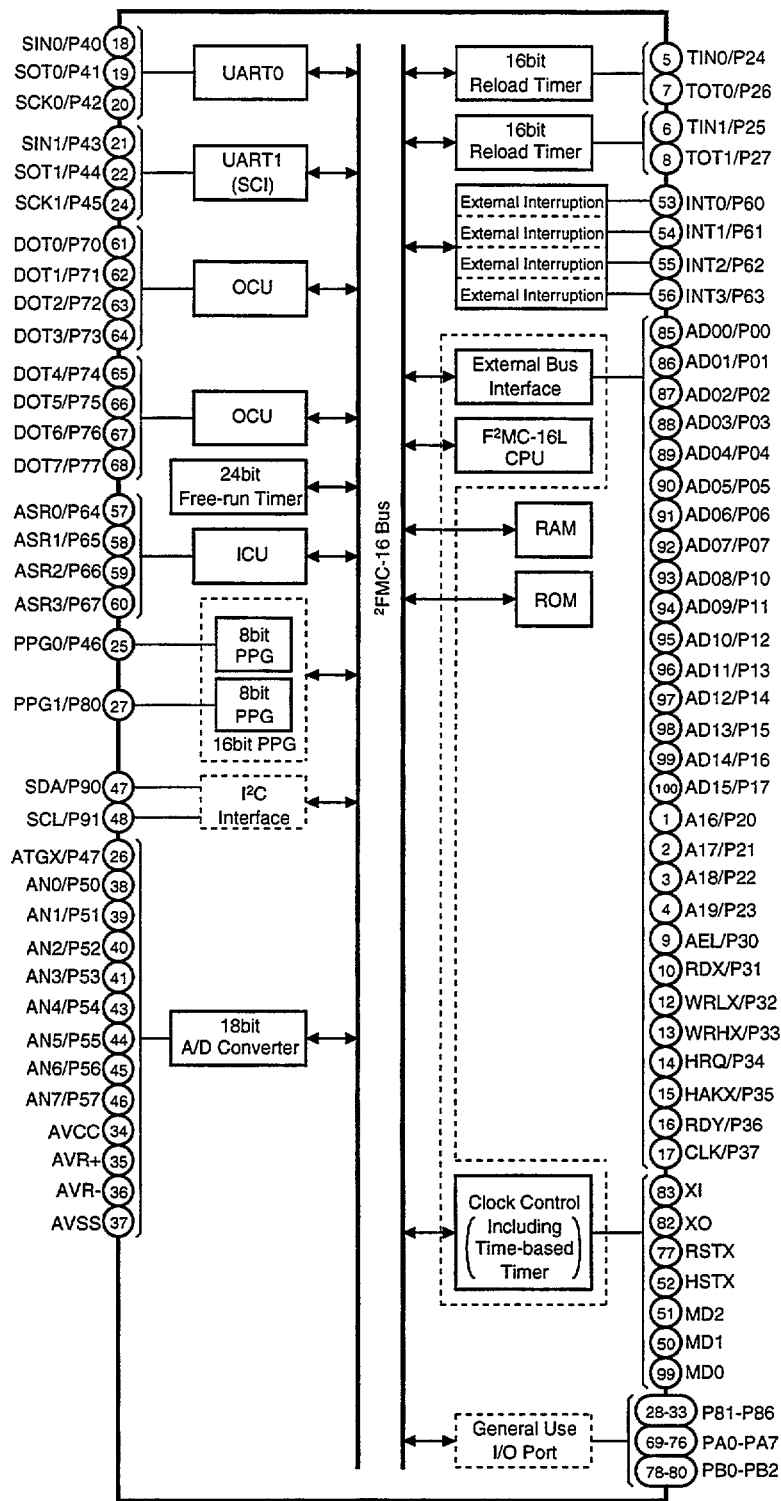 SIN0/P40 18
SOT0/P41 19
SCK0/P42 20
UART0
SIN1/P43 21
SOT1/P44 22
SCK1/P45 24
UART1
(SCI)
DOT0/P70 61
DOT1/P71 62
DOT2/P72 63
DOT3/P73 64
OCU
DOT4/P74 65
DOT5/P75 66
DOT6/P76 67
DOT7/P77 68
OCU
24bit
Free-run Timer
ASR0/P64 57
ASR1/P65 58
ASR2/P66 59
ASR3/P67 60
ICU
PPG0/P46 25
8bit
PPG
PPG1/P80 27
8bit
PPG
16bit PPG
SDA/P90 47
SCL/P91 48
I²C
Interface
ATGX/P47 26
AN0/P50 38
AN1/P51 39
AN2/P52 40
AN3/P53 41
AN4/P54 43
AN5/P55 44
AN6/P56 45
AN7/P57 46
AVCC 34
AVR+ 35
AVR- 36
AVSS 37
18bit
A/D Converter
²FMC-16 Bus
16bit
Reload Timer
5 TIN0/P24
7 TOT0/P26
16bit
Reload Timer
6 TIN1/P25
8 TOT1/P27
External Interruption 53 INT0/P60
External Interruption 54 INT1/P61
External Interruption 55 INT2/P62
External Interruption 56 INT3/P63
External Bus
Interface
F²MC-16L
CPU
RAM
ROM
85 AD00/P00
86 AD01/P01
87 AD02/P02
88 AD03/P03
89 AD04/P04
90 AD05/P05
91 AD06/P06
92 AD07/P07
93 AD08/P10
94 AD09/P11
95 AD10/P12
96 AD11/P13
97 AD12/P14
98 AD13/P15
99 AD14/P16
100 AD15/P17
1 A16/P20
2 A17/P21
3 A18/P22
4 A19/P23
9 AEL/P30
10 RDX/P31
12 WRLX/P32
13 WRHX/P33
14 HRQ/P34
15 HAKX/P35
16 RDY/P36
17 CLK/P37
Clock Control
Including
Time-based
Timer
83 XI
82 XO
77 RSTX
52 HSTX
51 MD2
50 MD1
99 MD0
General Use
I/O Port
28-33 P81-P86
69-76 PA0-PA7
78-80 PB0-PB2